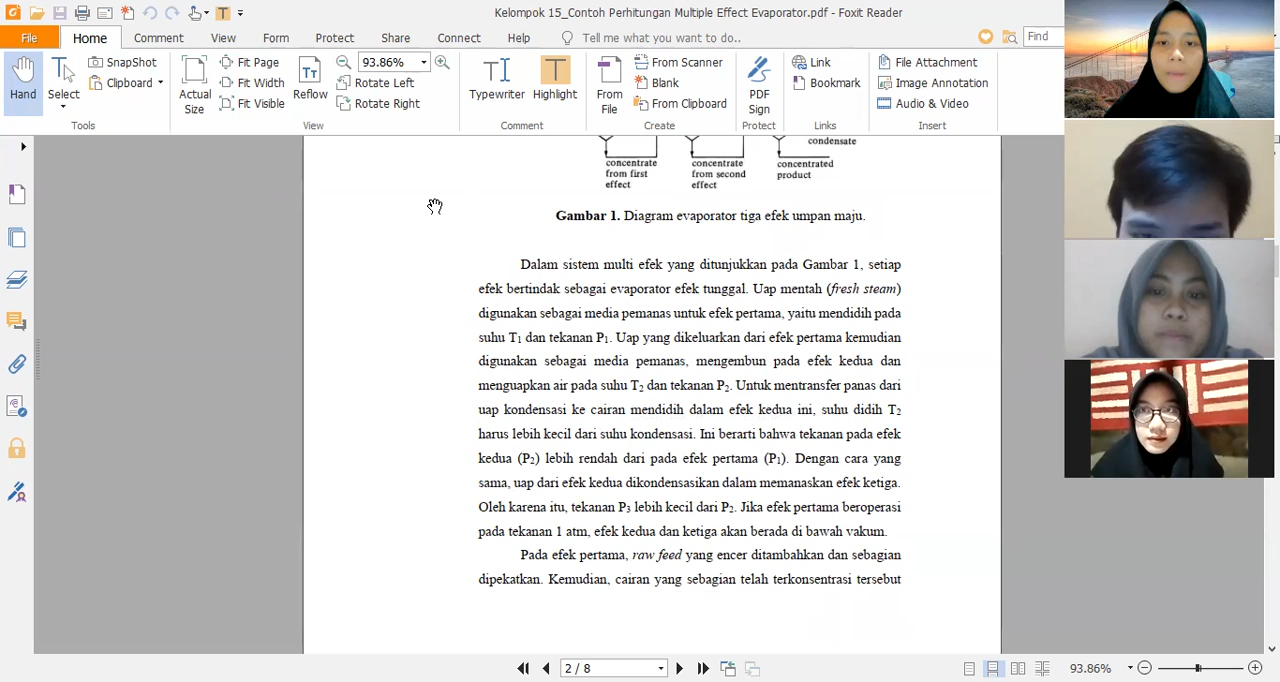 Kelompok 15_Contoh Perhitungan Multiple Effect Evaporator.pdf - Foxit Reader
File Home Comment View Form Protect Share Connect Help Tell me what you want to do.. Find
Hand
Select
SnapShot
Clipboard
Tools
Actual Size
Fit Page
Fit Width
Fit Visible
Reflow
93.86%
Rotate Left
Rotate Right
View
Typewriter
Highlight
Comment
From File
From Scanner
Blank
From Clipboard
Create
PDF Sign
Protect
Link
Bookmark
Links
File Attachment
Image Annotation
Audio & Video
Insert
condensate
concentrate from first effect
concentrate from second effect
concentrated product
Gambar 1. Diagram evaporator tiga efek umpan maju.
Dalam sistem multi efek yang ditunjukkan pada Gambar 1, setiap
efek bertindak sebagai evaporator efek tunggal. Uap mentah (fresh steam)
digunakan sebagai media pemanas untuk efek pertama, yaitu mendidih pada
suhu T1 dan tekanan P1. Uap yang dikeluarkan dari efek pertama kemudian
digunakan sebagai media pemanas, mengembun pada efek kedua dan
menguapkan air pada suhu T2 dan tekanan P2. Untuk mentransfer panas dari
uap kondensasi ke cairan mendidih dalam efek kedua ini, suhu didih T2
harus lebih kecil dari suhu kondensasi. Ini berarti bahwa tekanan pada efek
kedua (P2) lebih rendah dari pada efek pertama (P1). Dengan cara yang
sama, uap dari efek kedua dikondensasikan dalam memanaskan efek ketiga.
Oleh karena itu, tekanan P3 lebih kecil dari P2. Jika efek pertama beroperasi
pada tekanan 1 atm, efek kedua dan ketiga akan berada di bawah vakum.
Pada efek pertama, raw feed yang encer ditambahkan dan sebagian
dipekatkan. Kemudian, cairan yang sebagian telah terkonsentrasi tersebut
2 / 8
93.86%